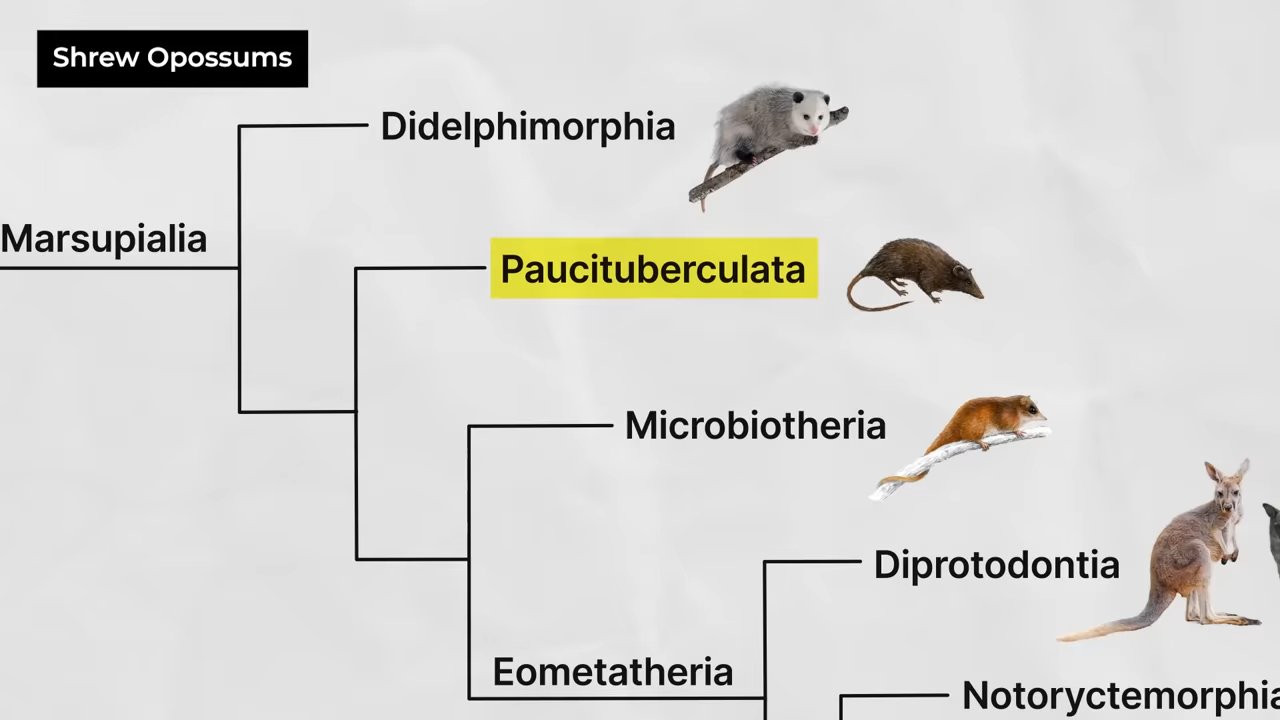 Shrew Opossums
Didelphimorphia
Marsupialia
Paucituberculata
Microbiotheria
Diprotodontia
Eometatheria
Notoryctemorphia